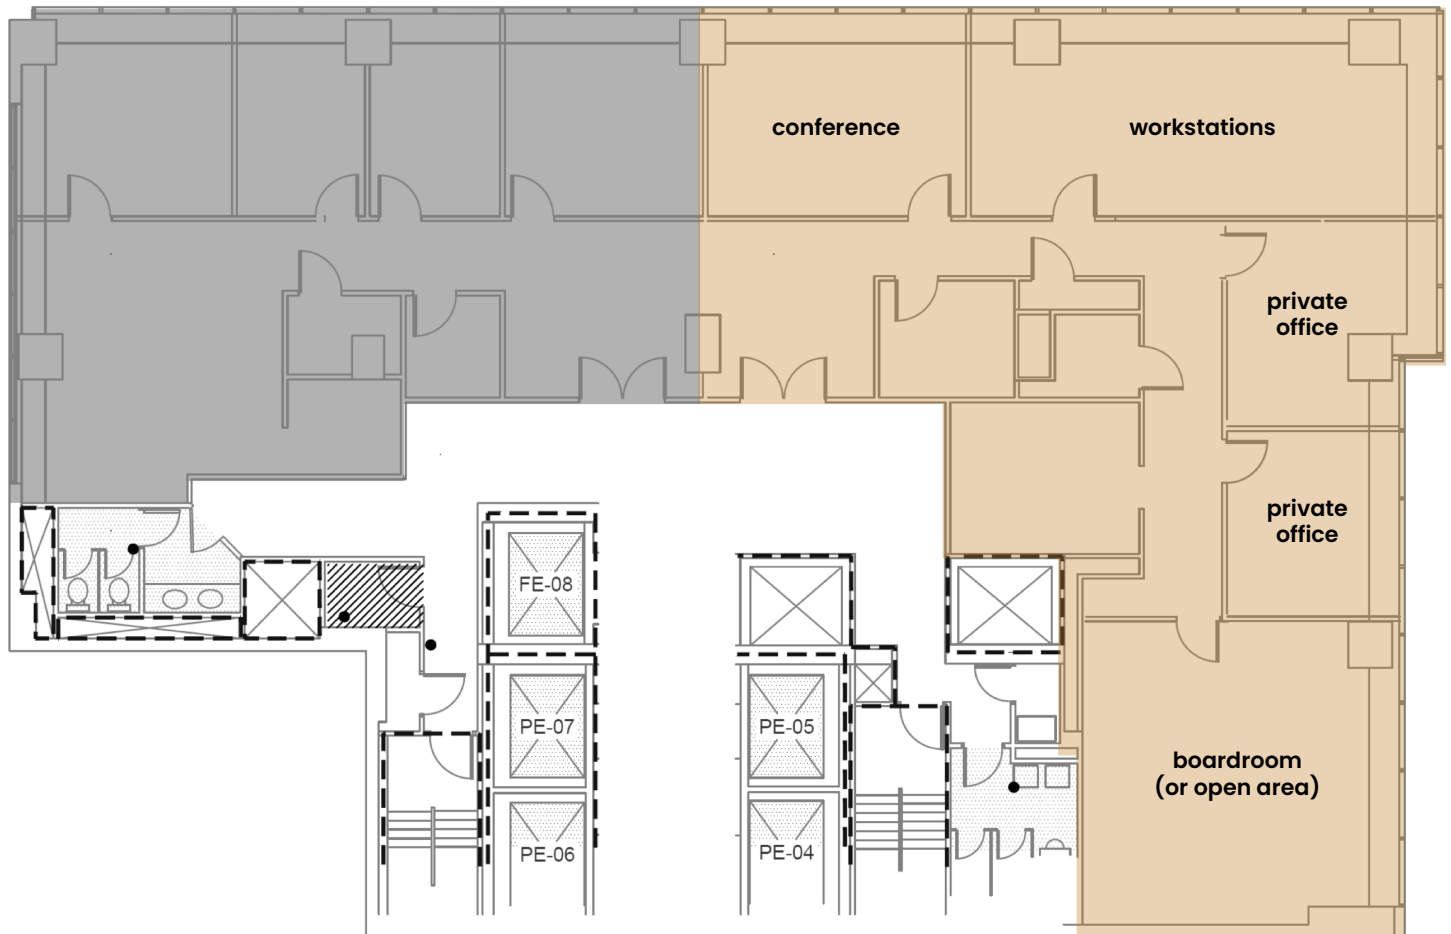 conference
workstations
private
office
private
office
FE-08
PE-07
PE-05
boardroom
(or open area)
PE-06
PE-04